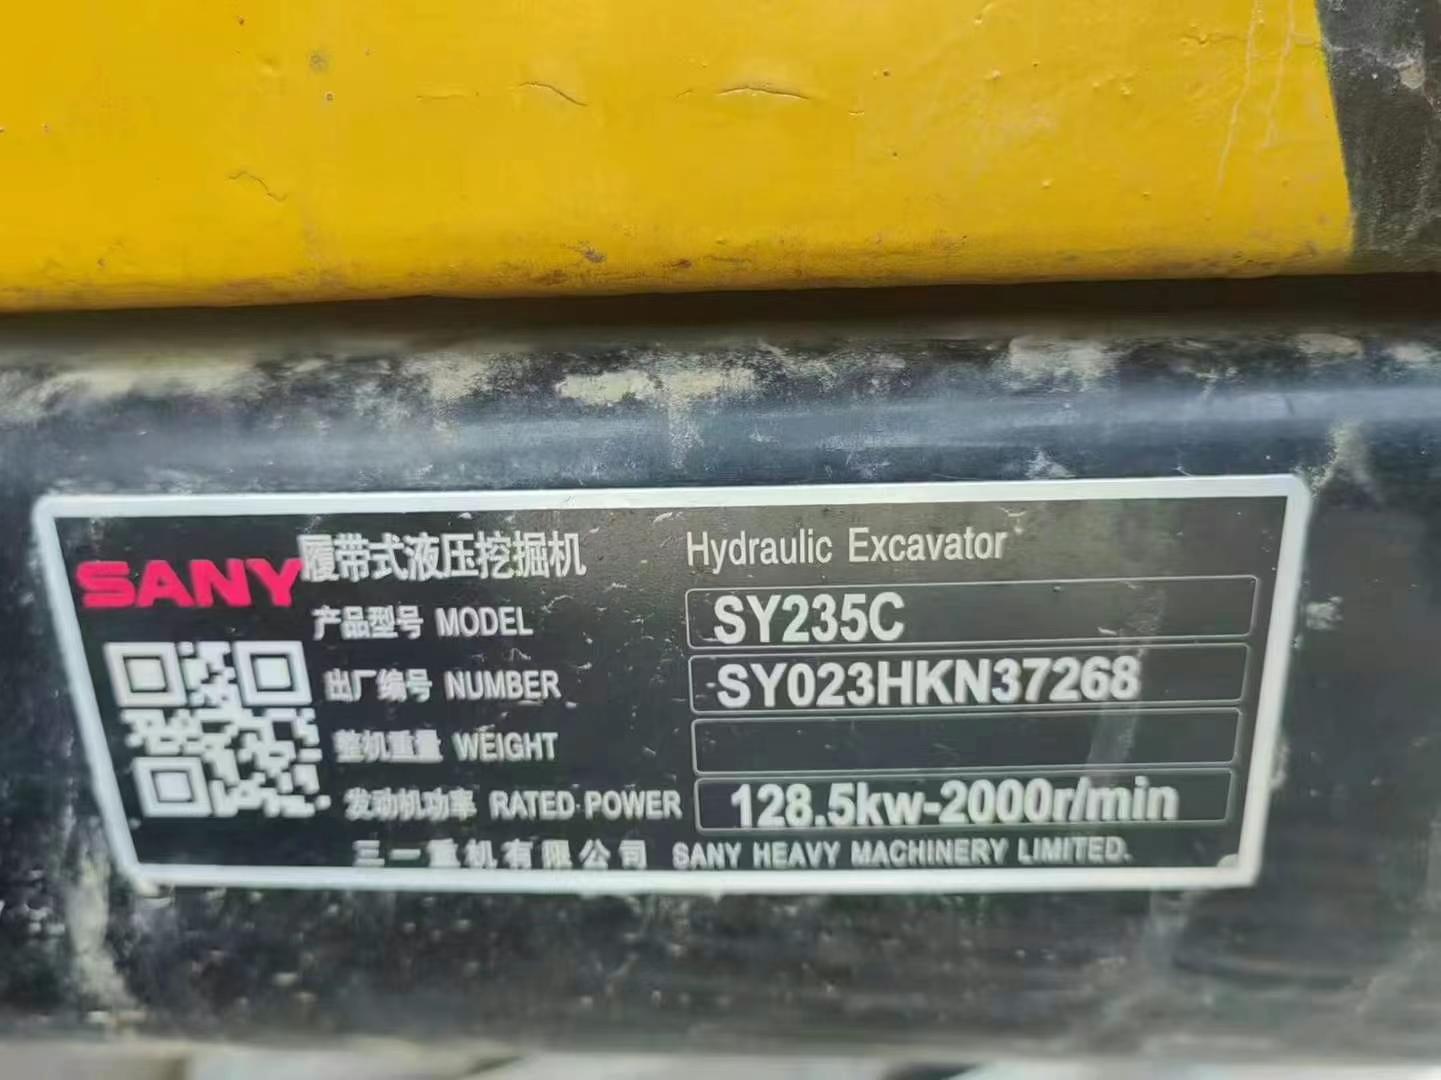 SANY 履带式液压挖掘机 Hydraulic Excavator
产品型号 MODEL SY235C
出厂编号 NUMBER SY023HKN37268
整机重量 WEIGHT
发动机功率 RATED POWER 128.5kw-2000r/min
三一重机有限公司 SANY HEAVY MACHINERY LIMITED.